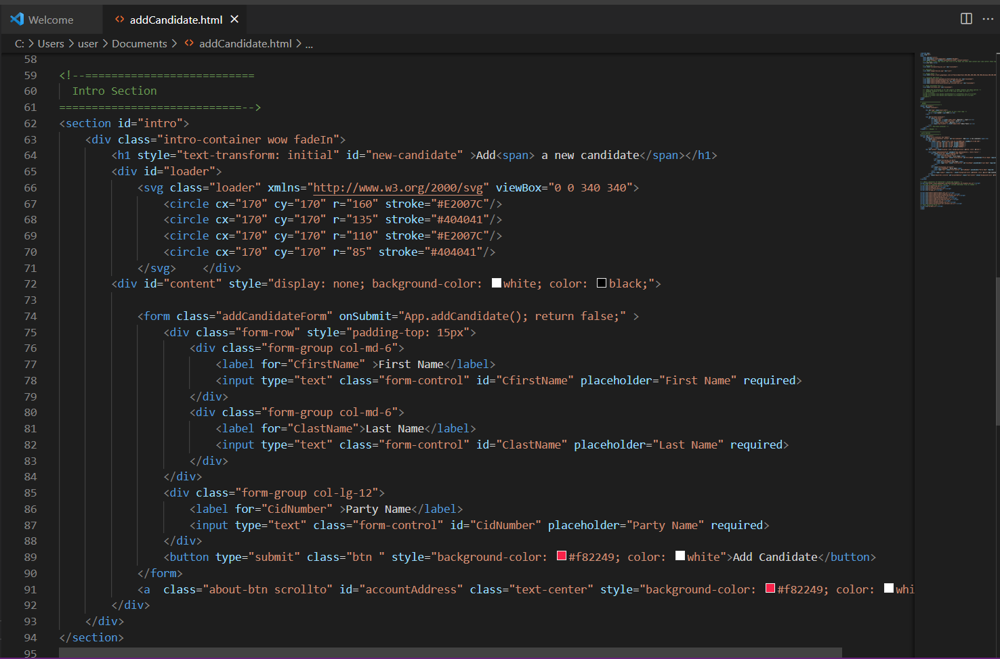 Welcome
addCandidate.html
C: > Users > user > Documents > addCandidate.html > ...
58
59 <!--==========================
60 Intro Section
61 ============================-->
62 <section id="intro">
63 <div class="intro-container wow fadeIn">
64 <h1 style="text-transform: initial" id="new-candidate" >Add<span> a new candidate</span></h1>
65 <div id="loader">
66 <svg class="loader" xmlns="http://www.w3.org/2000/svg" viewBox="0 0 340 340">
67 <circle cx="170" cy="170" r="160" stroke="#E2007C"/>
68 <circle cx="170" cy="170" r="135" stroke="#404041"/>
69 <circle cx="170" cy="170" r="110" stroke="#E2007C"/>
70 <circle cx="170" cy="170" r="85" stroke="#404041"/>
71 </svg>    </div>
72 <div id="content" style="display: none; background-color: white; color: black;">
73
74 <form class="addCandidateForm" onSubmit="App.addCandidate(); return false;" >
75 <div class="form-row" style="padding-top: 15px">
76 <div class="form-group col-md-6">
77 <label for="CfirstName" >First Name</label>
78 <input type="text" class="form-control" id="CfirstName" placeholder="First Name" required>
79 </div>
80 <div class="form-group col-md-6">
81 <label for="ClastName">Last Name</label>
82 <input type="text" class="form-control" id="ClastName" placeholder="Last Name" required>
83 </div>
84 </div>
85 <div class="form-group col-lg-12">
86 <label for="CidNumber" >Party Name</label>
87 <input type="text" class="form-control" id="CidNumber" placeholder="Party Name" required>
88 </div>
89 <button type="submit" class="btn " style="background-color: #f82249; color: white">Add Candidate</button>
90 </form>
91 <a  class="about-btn scrollto" id="accountAddress" class="text-center" style="background-color: #f82249; color: whi
92 </div>
93 </div>
94 </section>
95